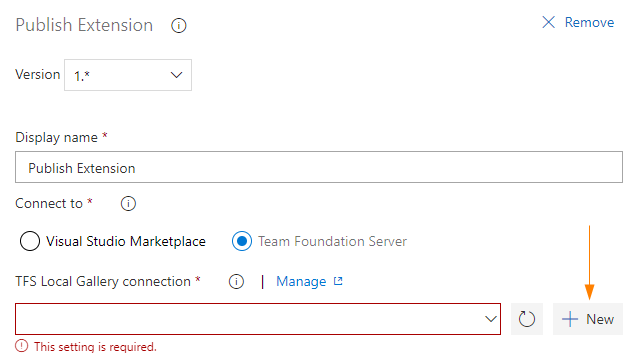 Publish Extension Remove
Version 1.*
Display name *
Publish Extension
Connect to *
Visual Studio Marketplace Team Foundation Server
TFS Local Gallery connection * | Manage
New
This setting is required.